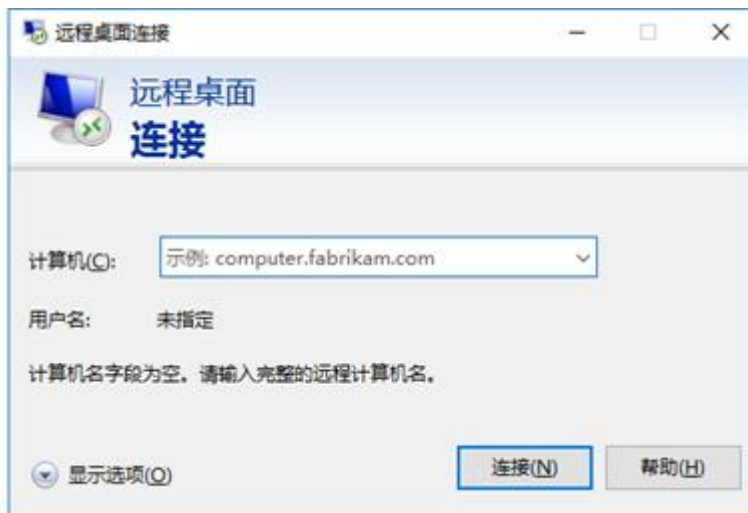 远程桌面连接
远程桌面
连接
计算机(C): 示例: computer.fabrikam.com
用户名: 未指定
计算机名字段为空。请输入完整的远程计算机名。
显示选项(O) 连接(N) 帮助(H)